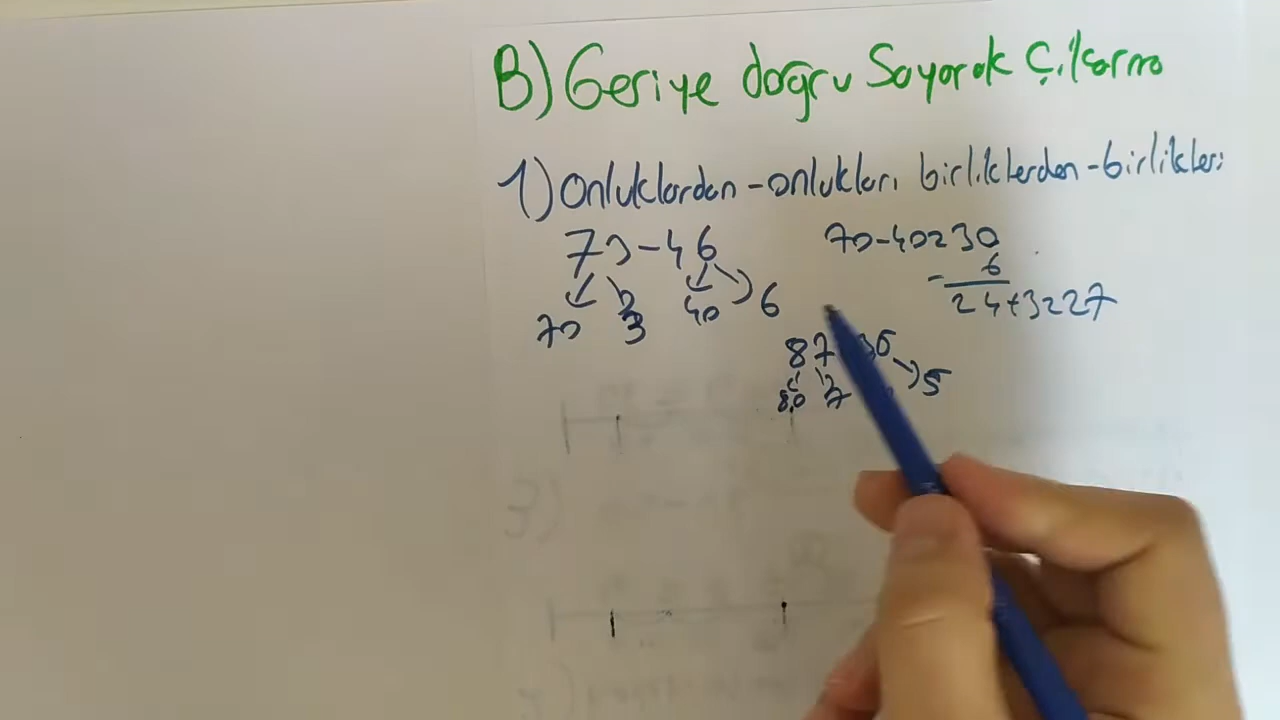 B) Geriye doğru Sayarak Çıkarma
1) Onluklardan - onlukları birliklerden - birlikleri
73-46
70 3 40 6
70-40=30
- 6
24+3=27
87 35
80 7 5